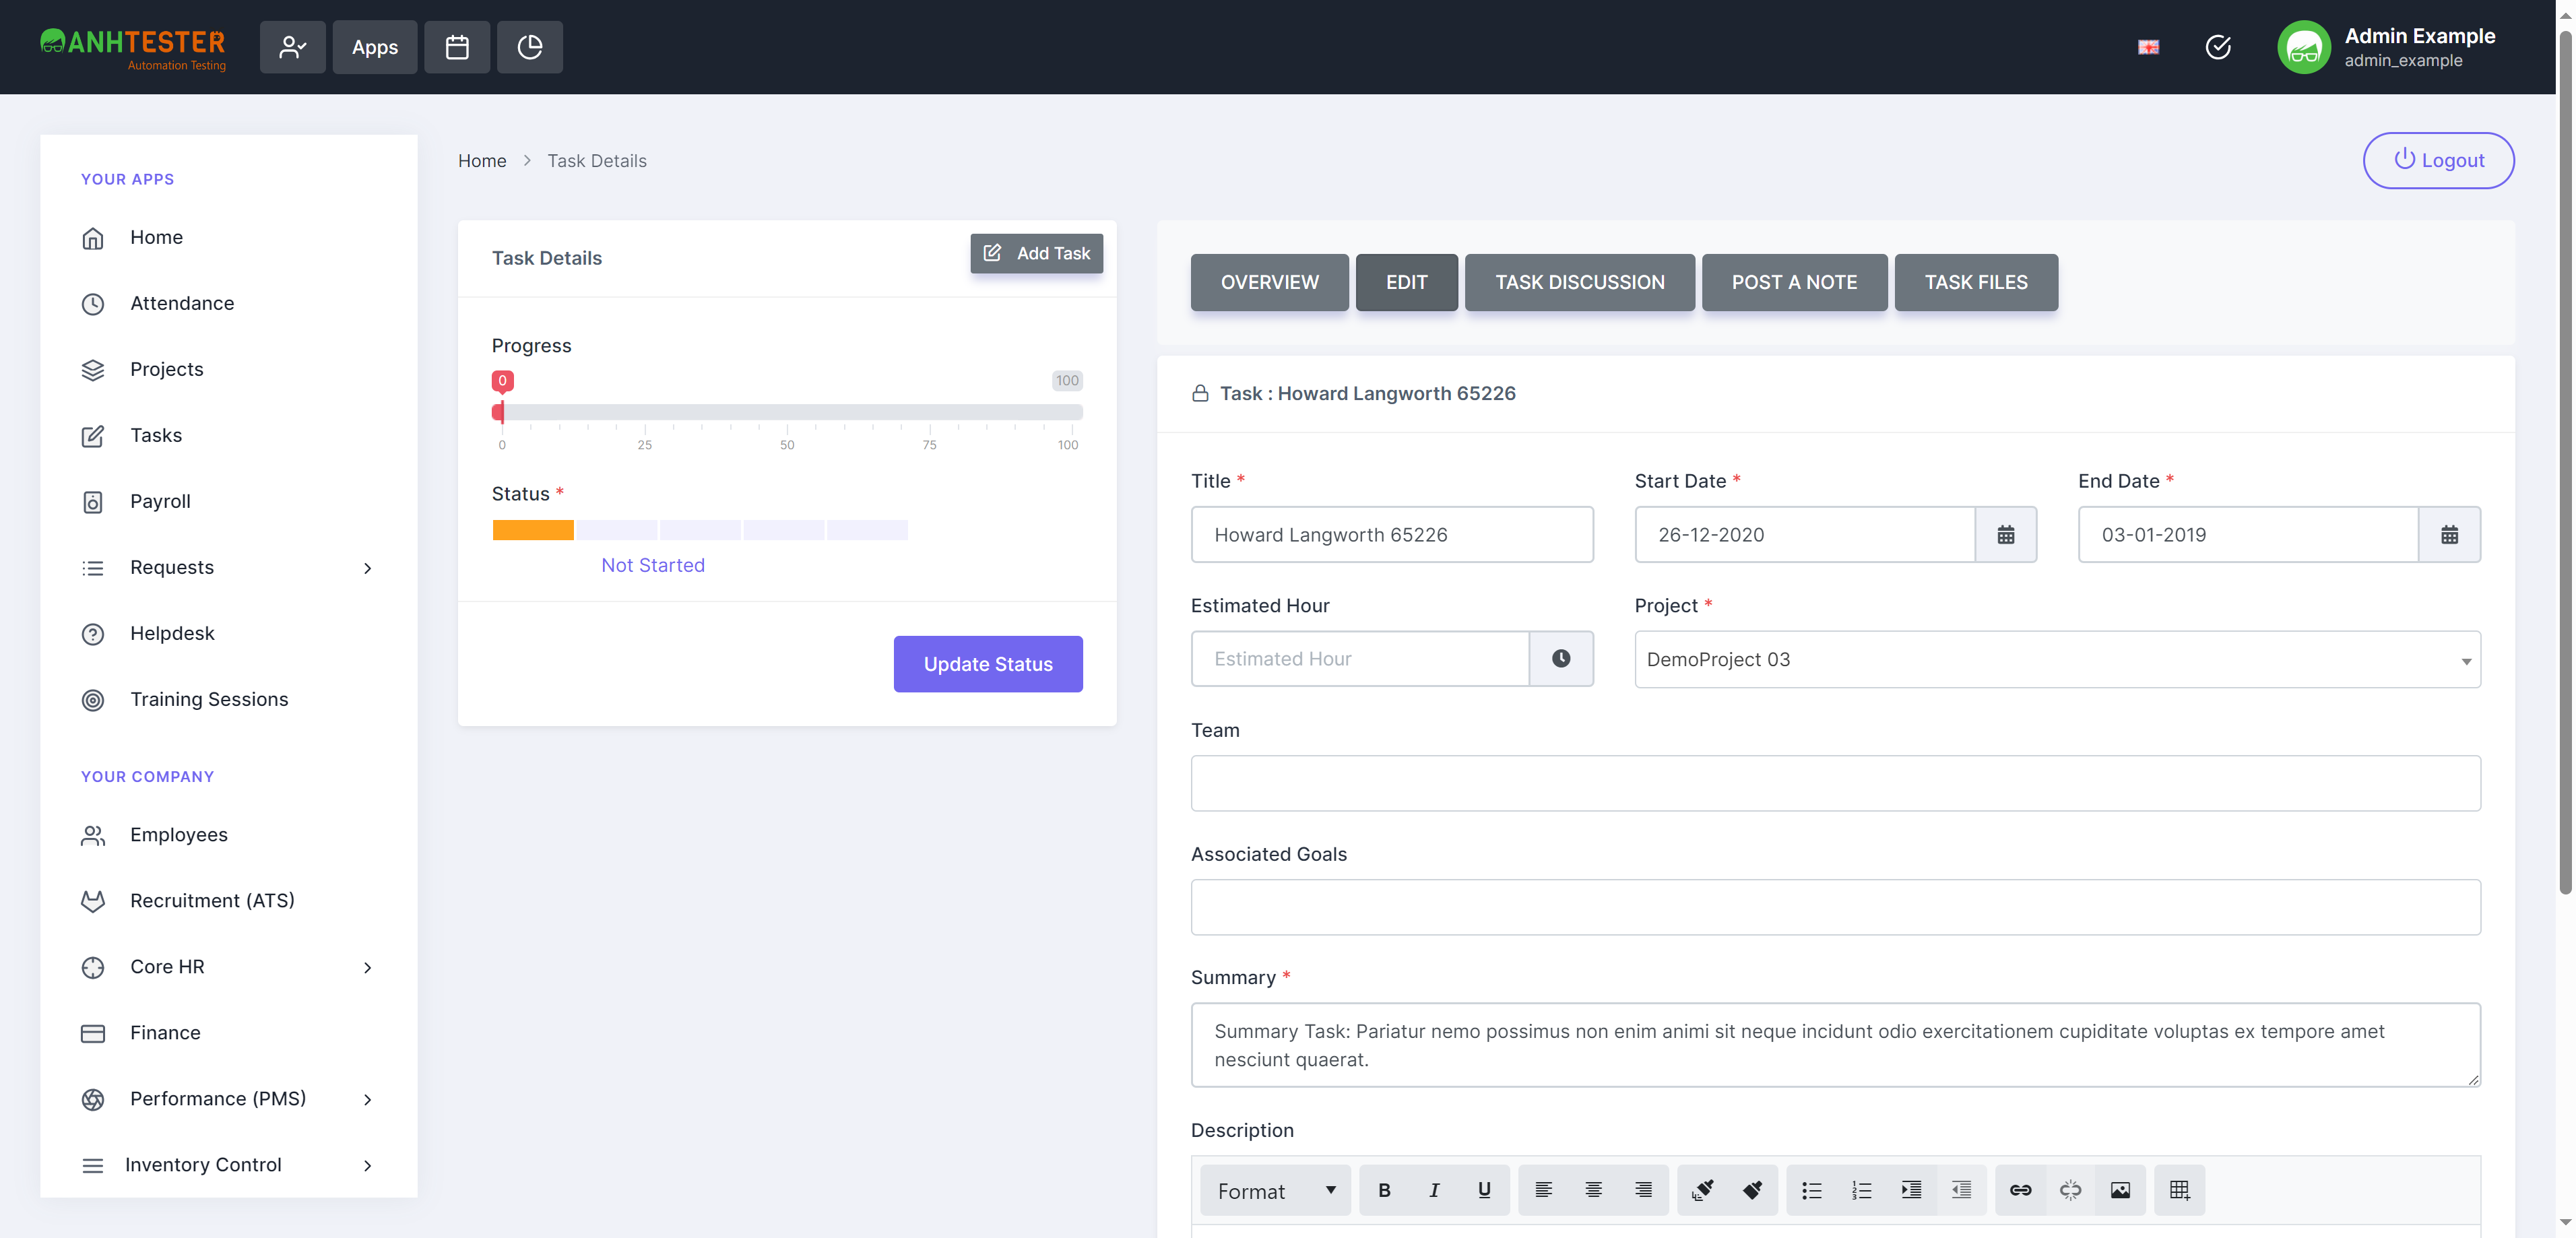 ANHTESTER
Automation Testing
Apps
Admin Example
admin_example
YOUR APPS
Home
Attendance
Projects
Tasks
Payroll
Requests
Helpdesk
Training Sessions
YOUR COMPANY
Employees
Recruitment (ATS)
Core HR
Finance
Performance (PMS)
Inventory Control
Home > Task Details
Logout
Task Details
Add Task
Progress
0 100
0 25 50 75 100
Status *
Not Started
Update Status
OVERVIEW EDIT TASK DISCUSSION POST A NOTE TASK FILES
Task : Howard Langworth 65226
Title * Start Date * End Date *
Howard Langworth 65226 26-12-2020 03-01-2019
Estimated Hour Project *
Estimated Hour DemoProject 03
Team
Associated Goals
Summary *
Summary Task: Pariatur nemo possimus non enim animi sit neque incidunt odio exercitationem cupiditate voluptas ex tempore amet
nesciunt quaerat.
Description
Format B I U